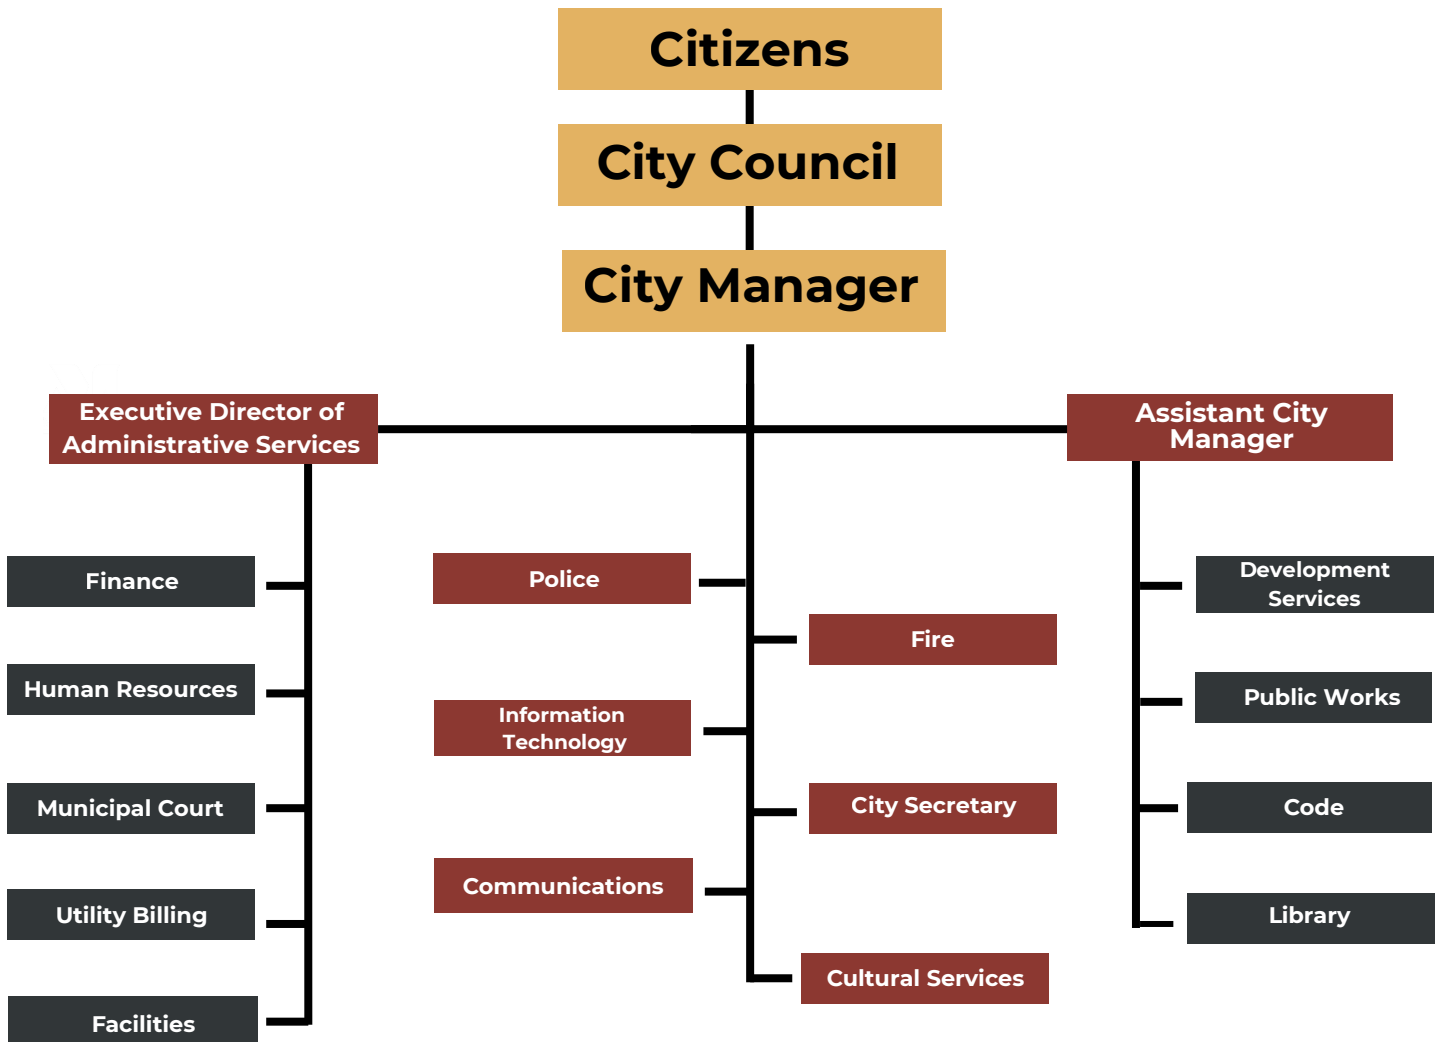 Citizens
City Council
City Manager
Executive Director of
Administrative Services
Assistant City
Manager
Finance
Human Resources
Municipal Court
Utility Billing
Facilities
Police
Fire
Information
Technology
City Secretary
Communications
Cultural Services
Development
Services
Public Works
Code
Library